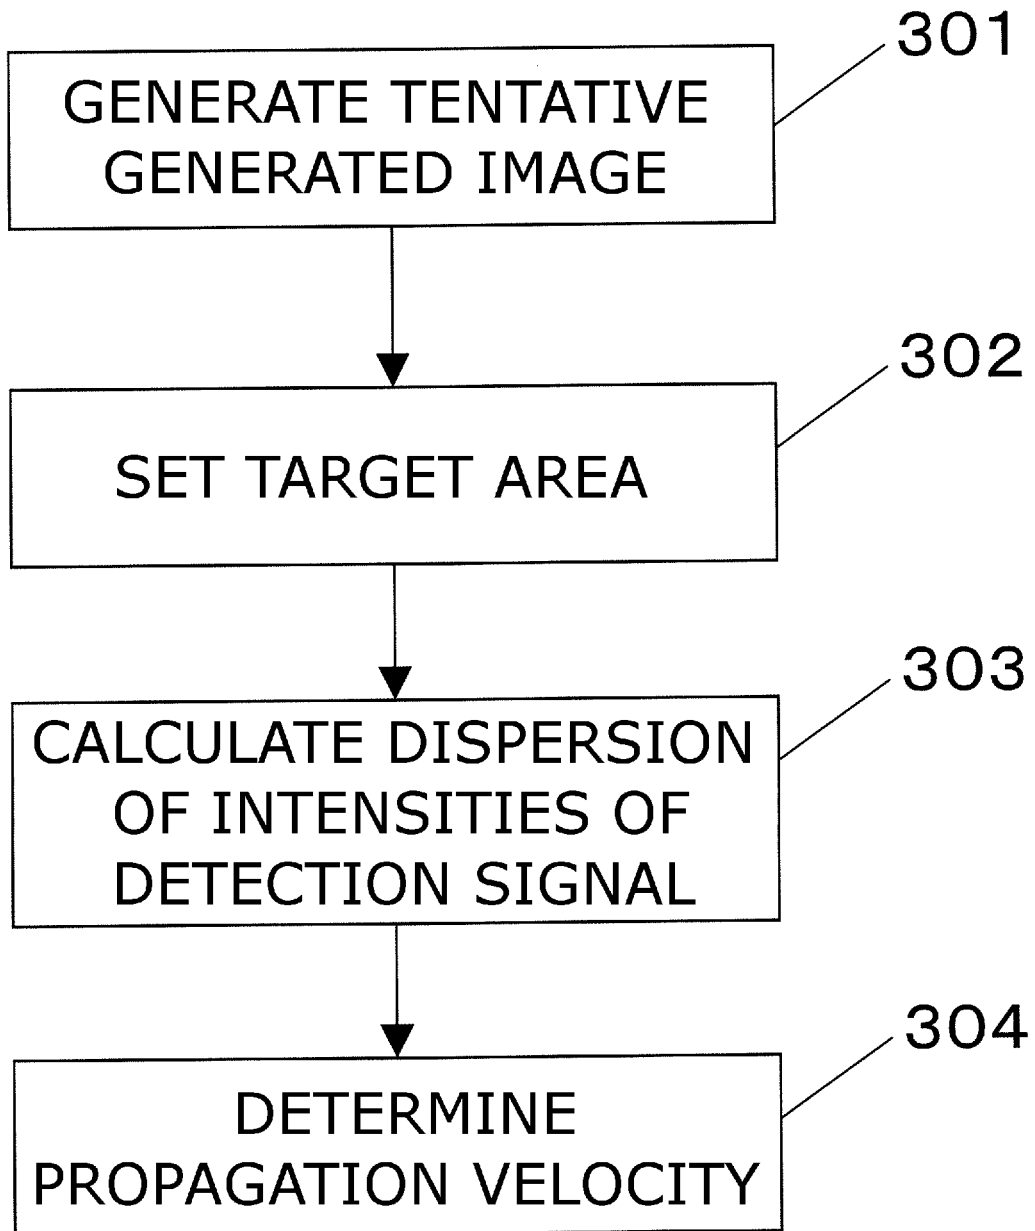 301
GENERATE TENTATIVE
GENERATED IMAGE
302
SET TARGET AREA
303
CALCULATE DISPERSION
OF INTENSITIES OF
DETECTION SIGNAL
304
DETERMINE
PROPAGATION VELOCITY